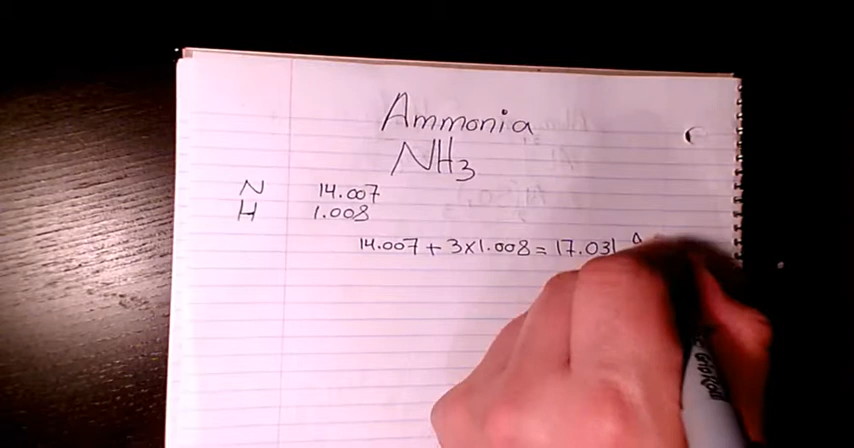 Ammonia
NH3
N 14.007
H 1.008
14.007 + 3x1.008 = 17.031